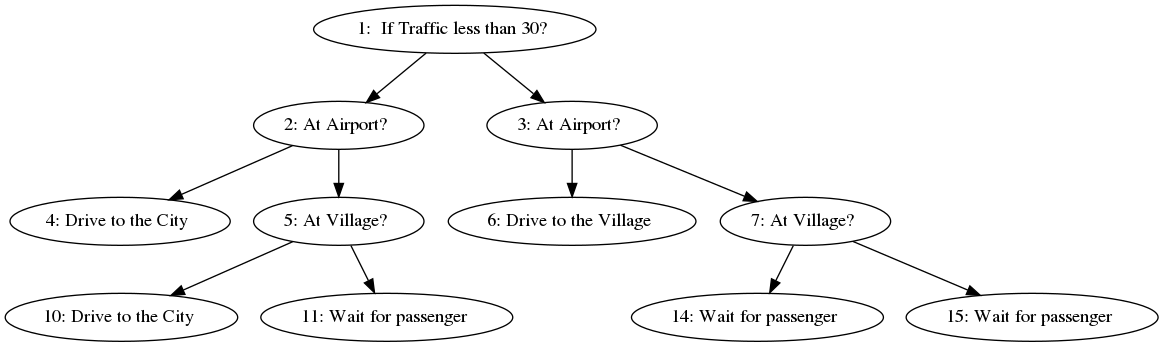 1: If Traffic less than 30?
2: At Airport?
3: At Airport?
4: Drive to the City
5: At Village?
6: Drive to the Village
7: At Village?
10: Drive to the City
11: Wait for passenger
14: Wait for passenger
15: Wait for passenger